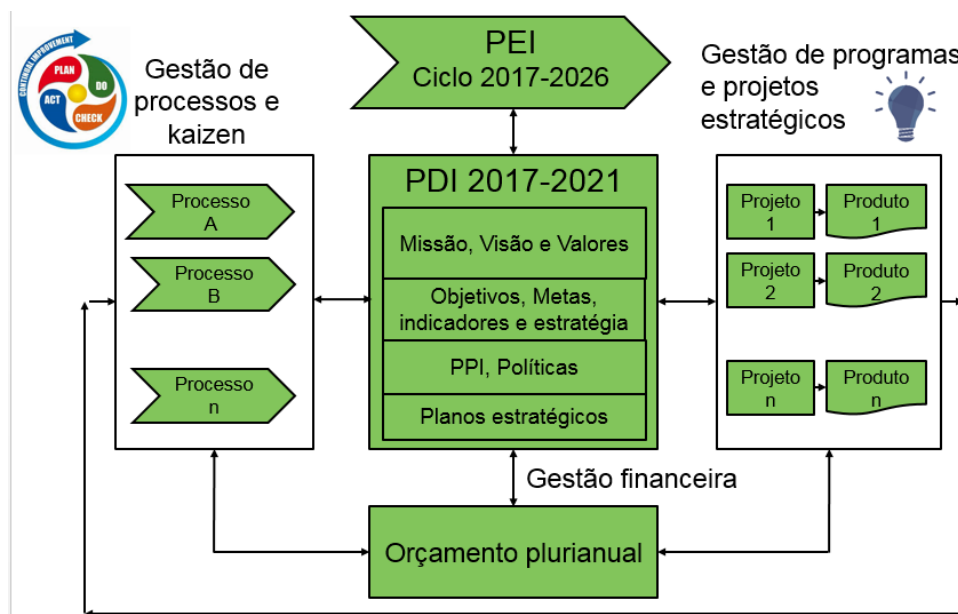 CONTINUAL IMPROVEMENT
PLAN
DO
ACT
CHECK
Gestão de
processos e
kaizen
PEI
Ciclo 2017-2026
Gestão de programas
e projetos
estratégicos
Processo
A
Processo
B
Processo
n
PDI 2017-2021
Missão, Visão e Valores
Objetivos, Metas,
indicadores e estratégia
PPI, Políticas
Planos estratégicos
Projeto
1
Produto
1
Projeto
2
Produto
2
Projeto
n
Produto
n
Gestão financeira
Orçamento plurianual